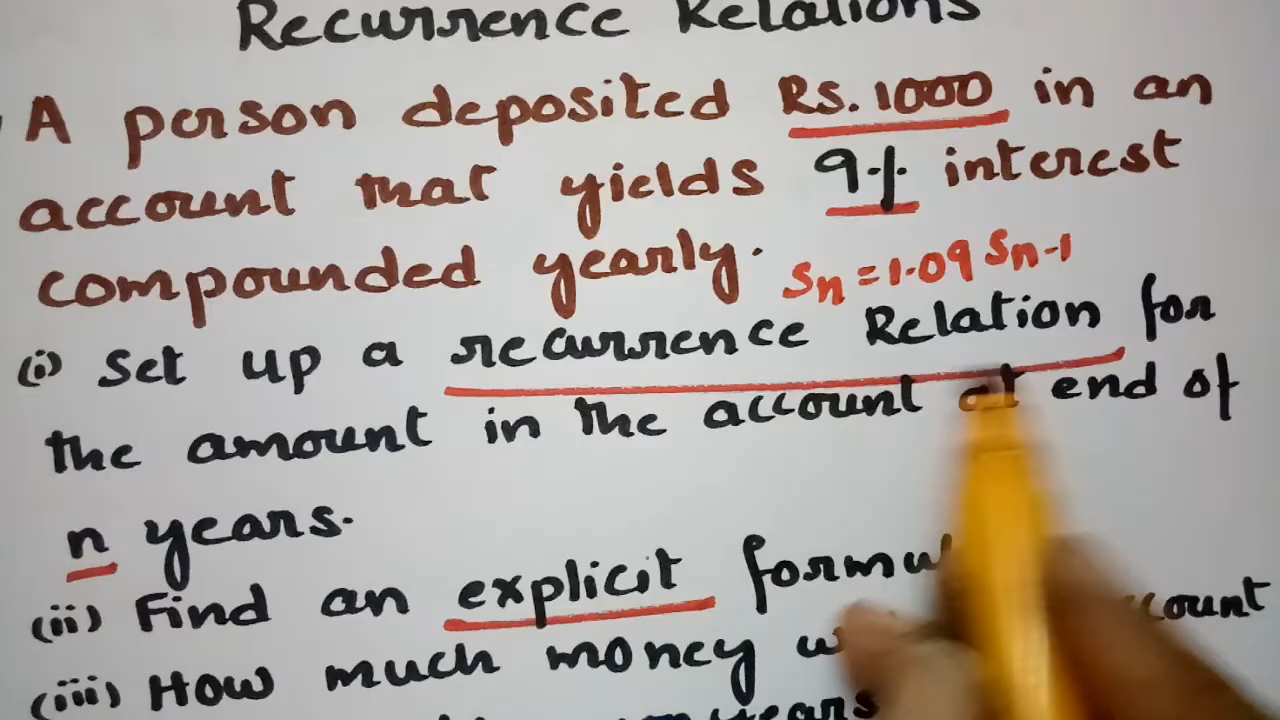 Recurrence Relations
A person deposited Rs. 1000 in an
account that yields 9% interest
compounded yearly.
Sn = 1.09 Sn-1
(i) Set up a recurrence Relation for
the amount in the account at end of
n years.
(ii) Find an explicit
(iii) How much money